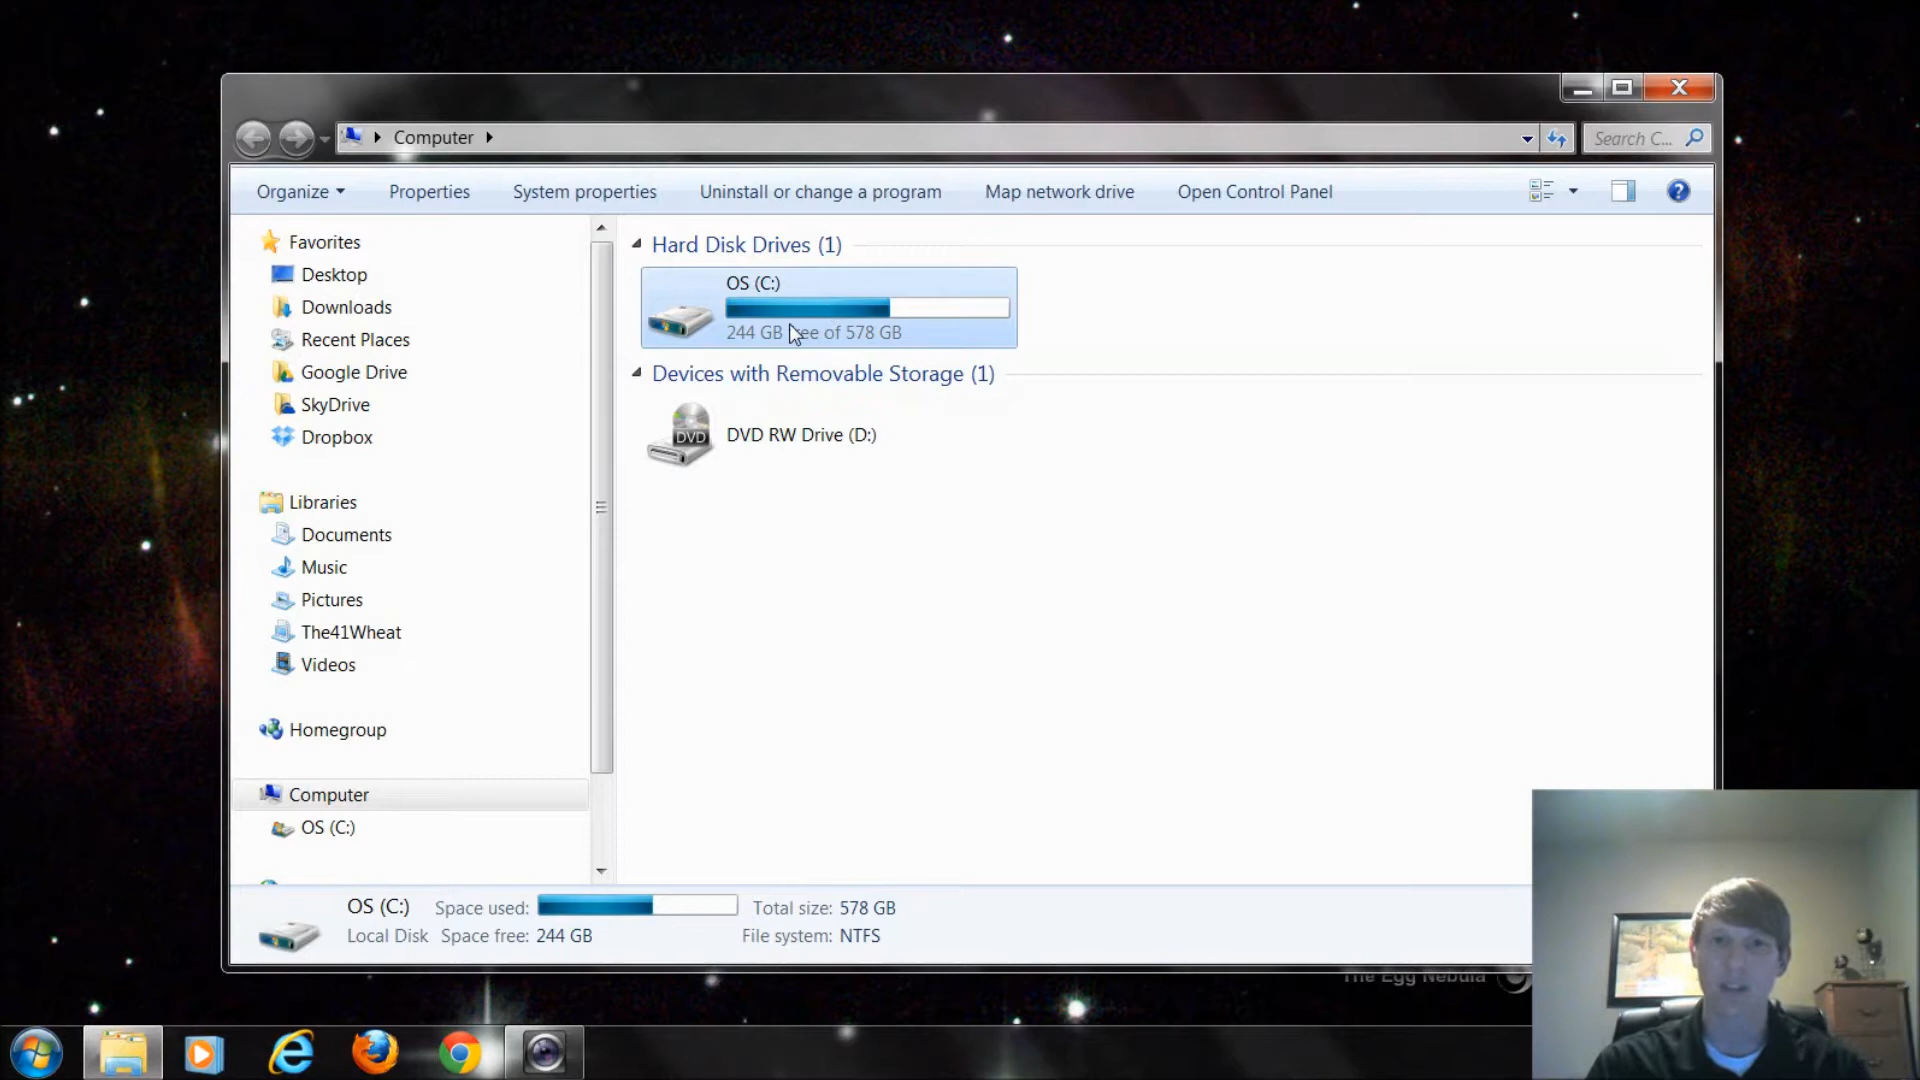 Computer
Search C...
Organize
Properties
System properties
Uninstall or change a program
Map network drive
Open Control Panel
Favorites
Desktop
Downloads
Recent Places
Google Drive
SkyDrive
Dropbox
Libraries
Documents
Music
Pictures
The41Wheat
Videos
Homegroup
Computer
OS (C:)
Hard Disk Drives (1)
OS (C:)
244 GB free of 578 GB
Devices with Removable Storage (1)
DVD
DVD RW Drive (D:)
OS (C:) Space used: Total size: 578 GB
Local Disk Space free: 244 GB File system: NTFS
The Egg Nebula